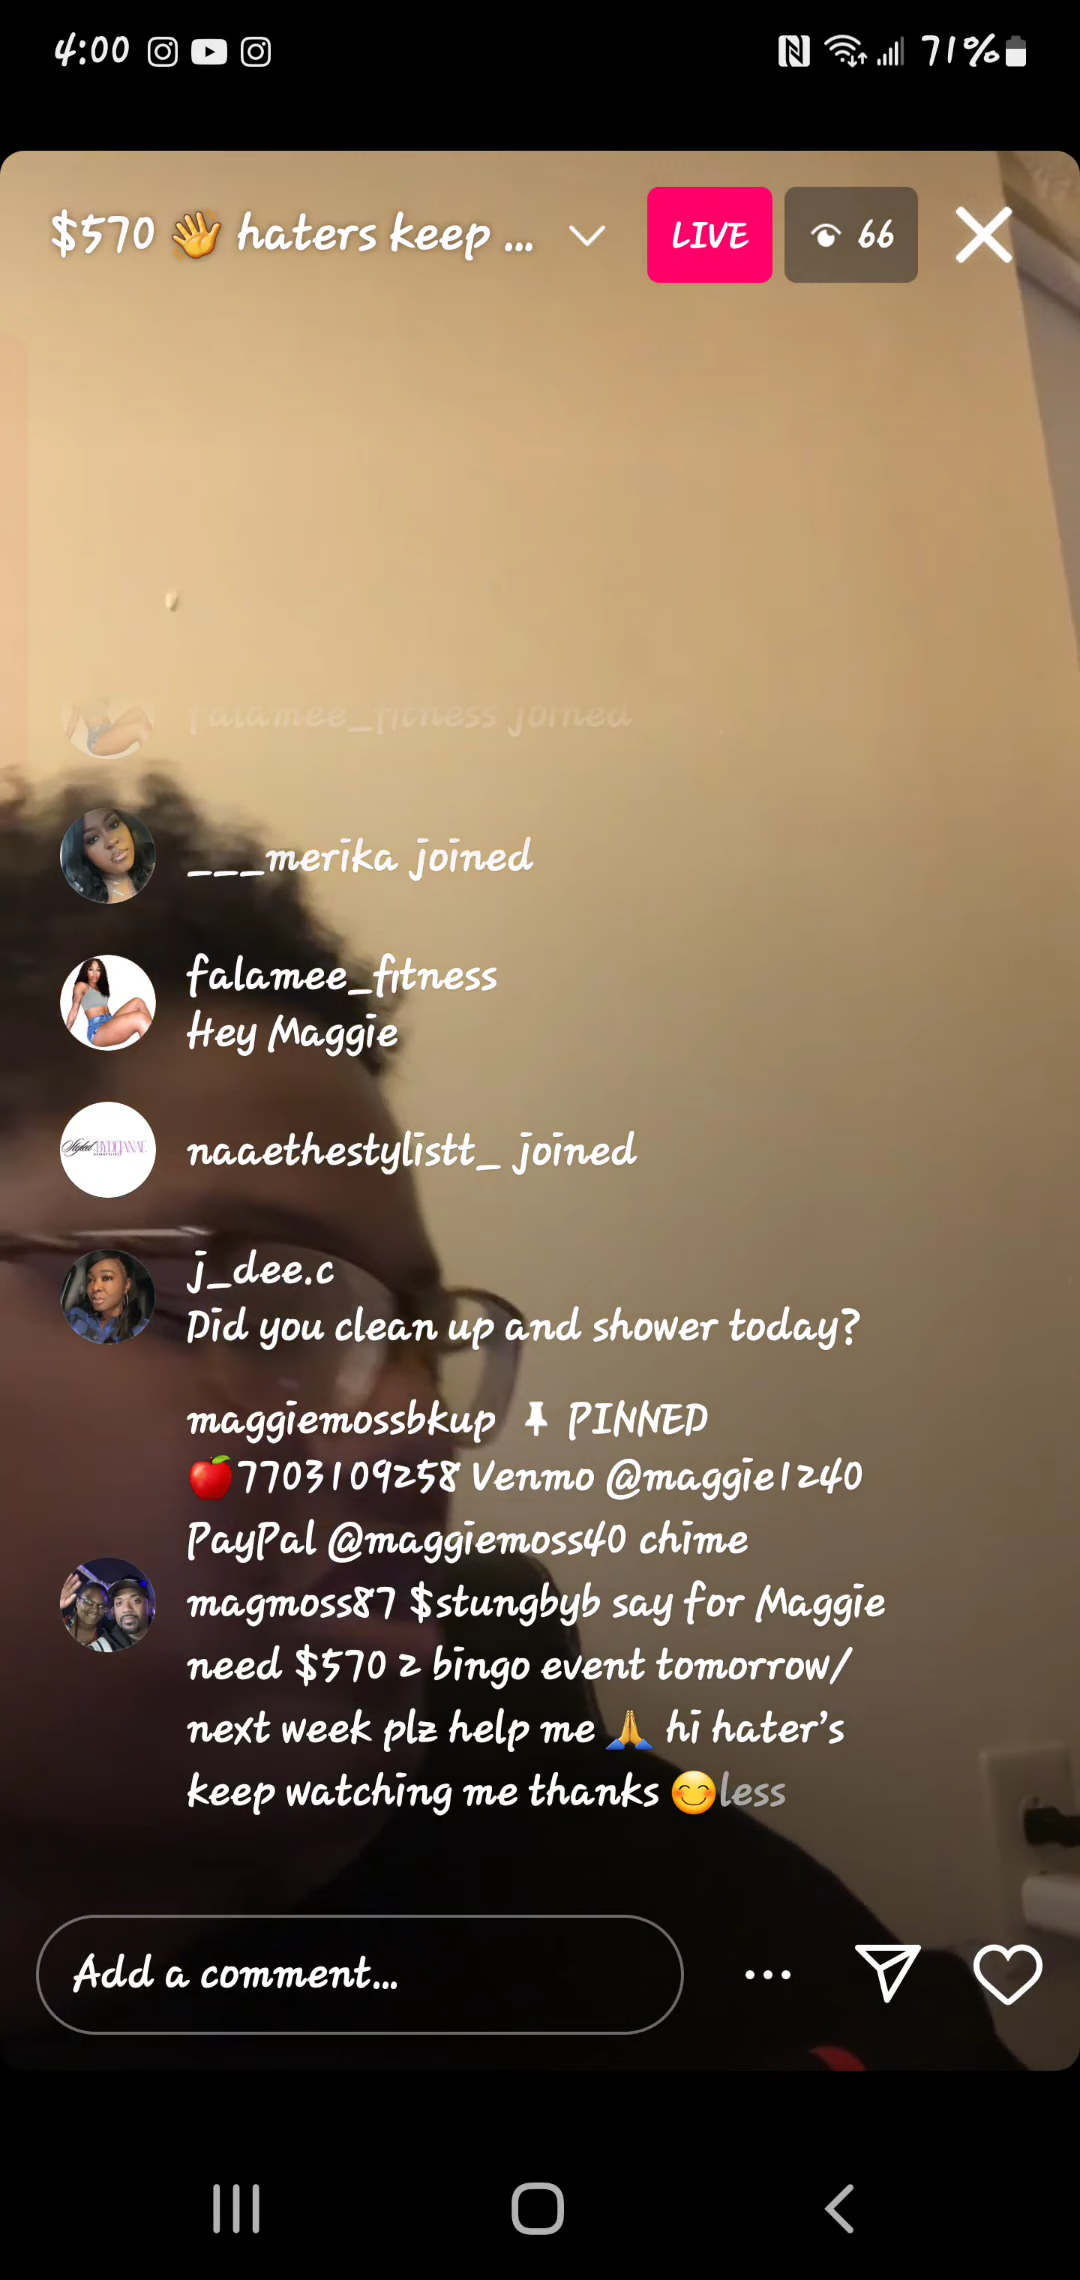 4:00
71%
$570 👋 haters keep ...
LIVE
66
falamee_fitness joined
___merika joined
falamee_fitness
Hey Maggie
naaethestylistt_ joined
j_dee.c
Did you clean up and shower today?
maggiemossbkup 📌 PINNED
🍎7703109258 Venmo @maggie1240
PayPal @maggiemoss40 chime
magmoss87 $stungbyb say for Maggie
need $570 2 bingo event tomorrow/
next week plz help me 🙏 hi hater's
keep watching me thanks 😊less
Add a comment...